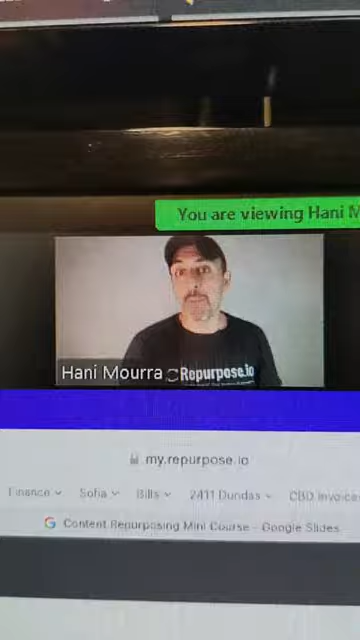 You are viewing Hani M
Hani Mourra
Repurpose.io
my.repurpose.io
Finance
Sofia
Bills
2411 Dundas
CBD Invoices
Content Repurposing Mini Course - Google Slides